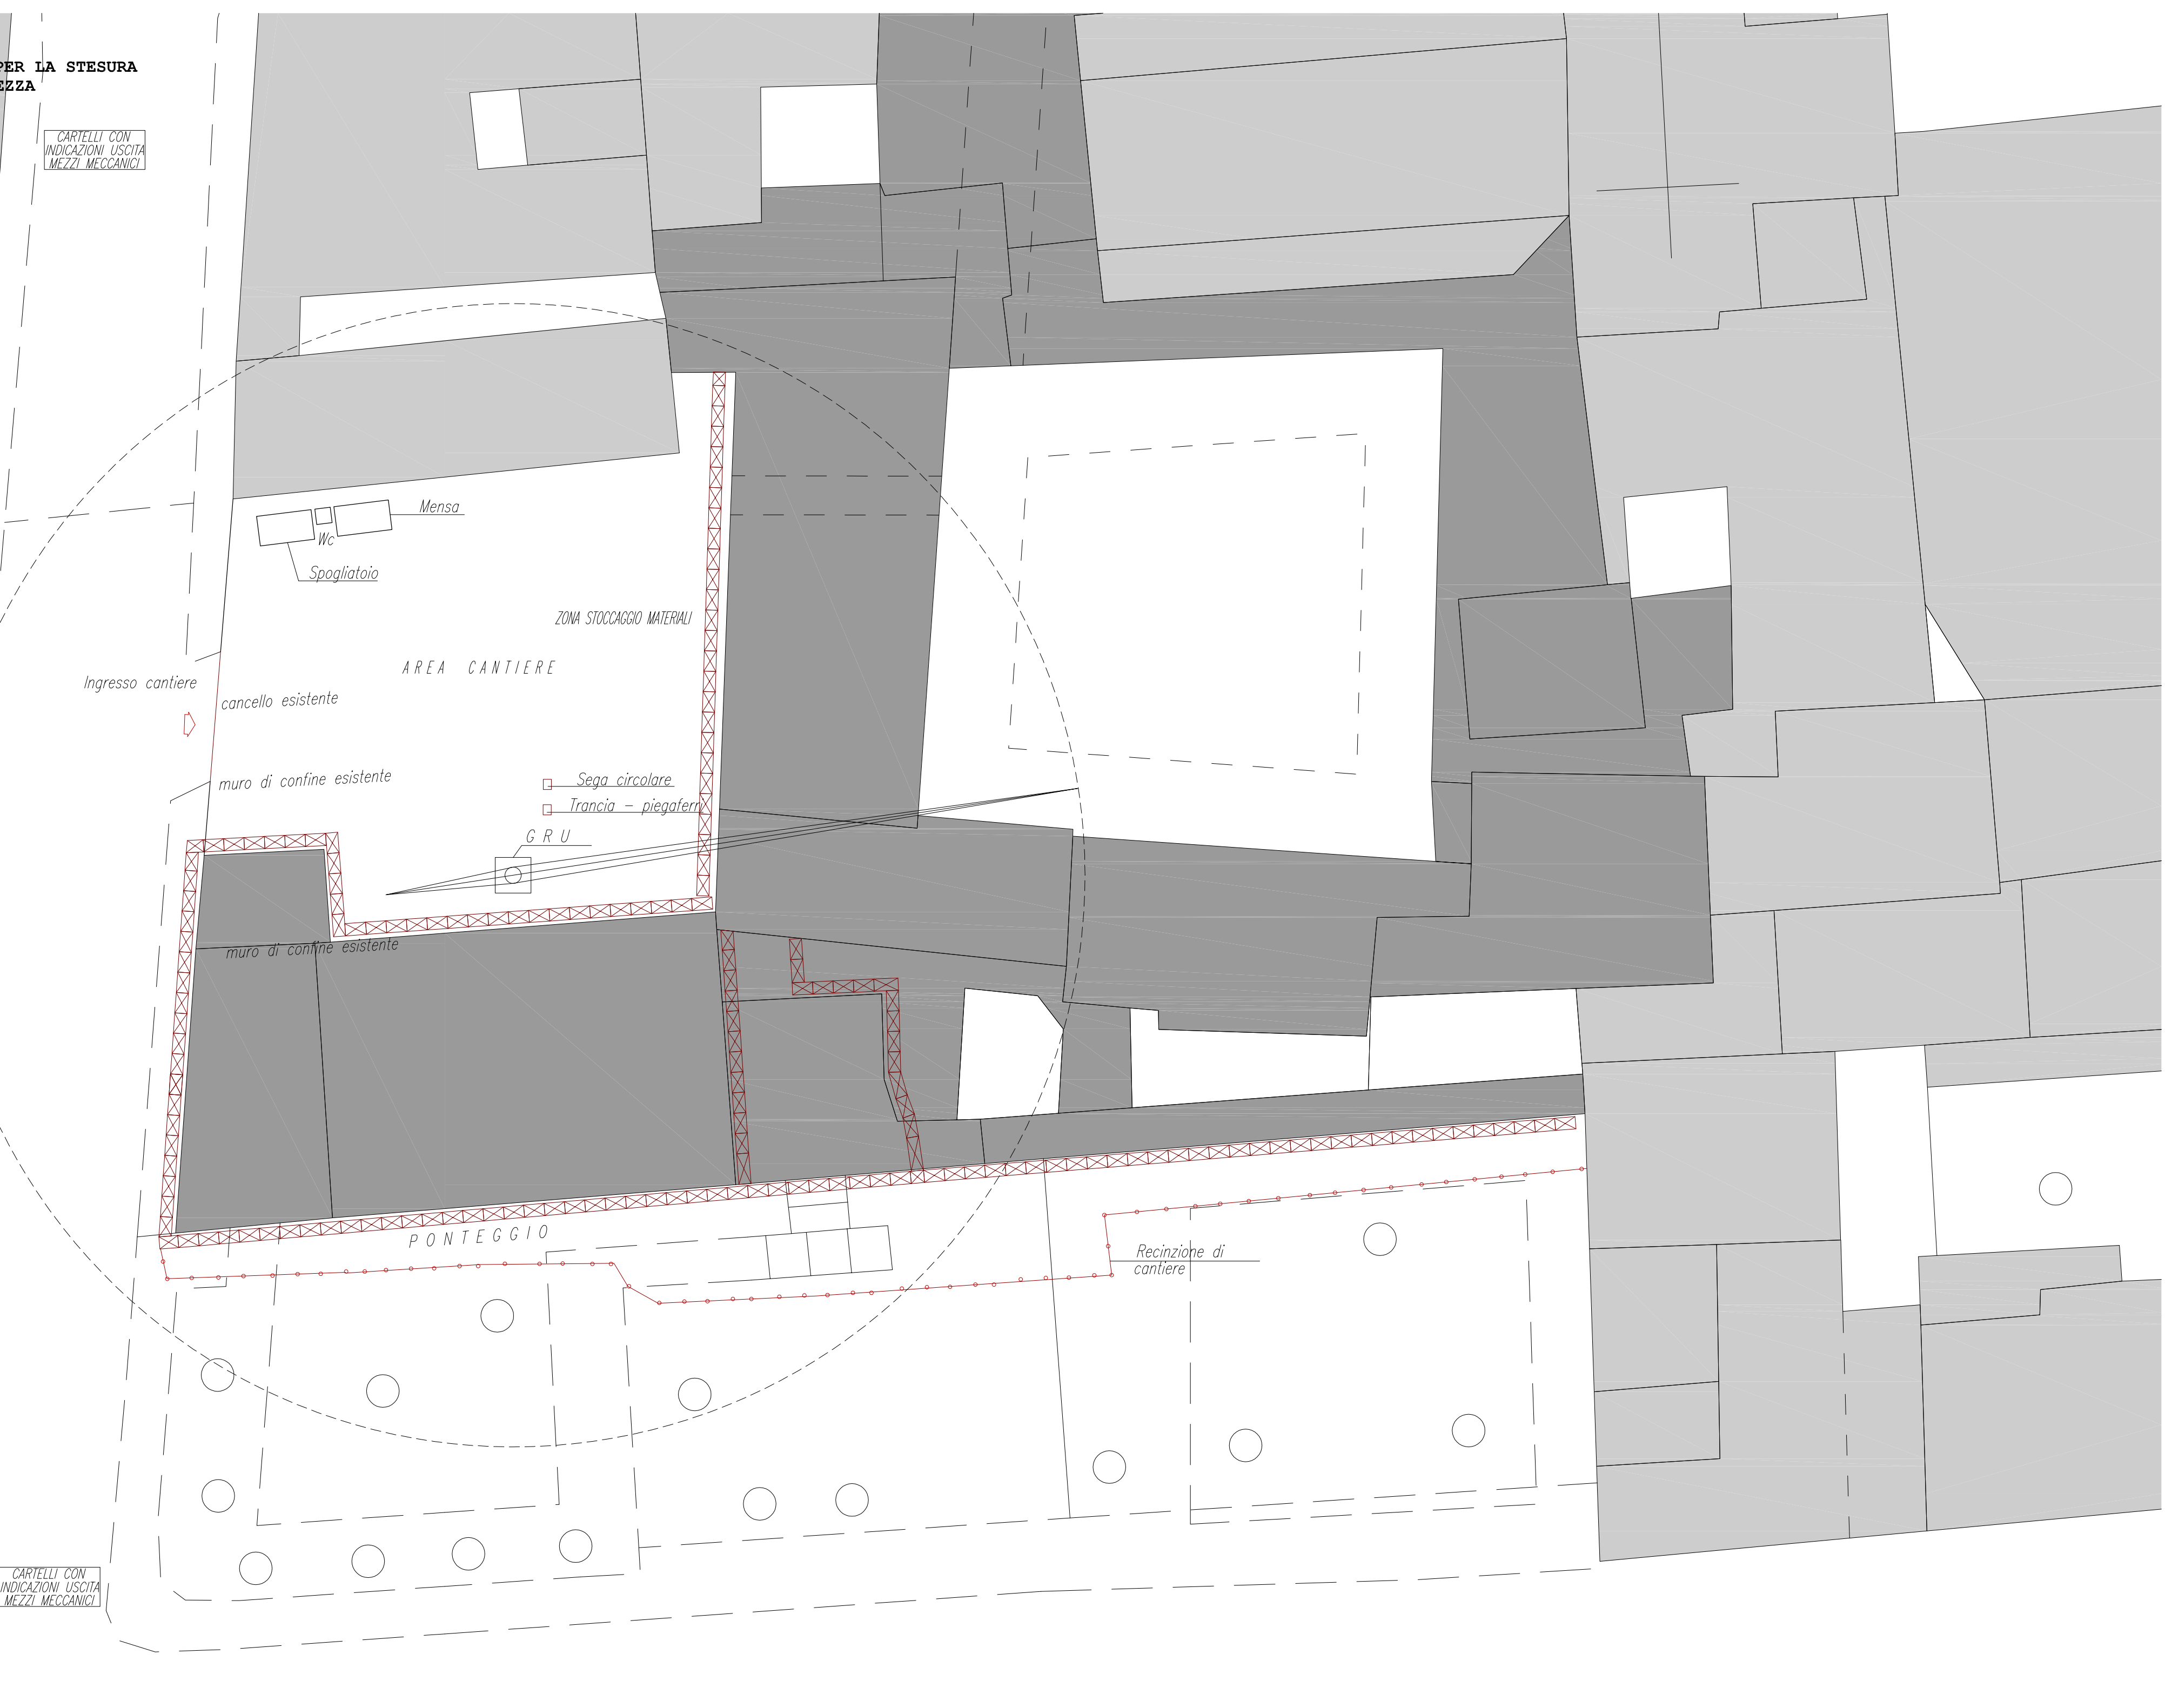 PER LA STESURA
EZZA
CARTELLI CON
INDICAZIONI USCITA
MEZZI MECCANICI
Mensa
Wc
Spogliatoio
ZONA STOCCAGGIO MATERIALI
AREA CANTIERE
Ingresso cantiere
cancello esistente
muro di confine esistente
Sega circolare
Trancia - piegaferri
GRU
muro di confine esistente
PONTEGGIO
Recinzione di
cantiere
CARTELLI CON
INDICAZIONI USCITA
MEZZI MECCANICI